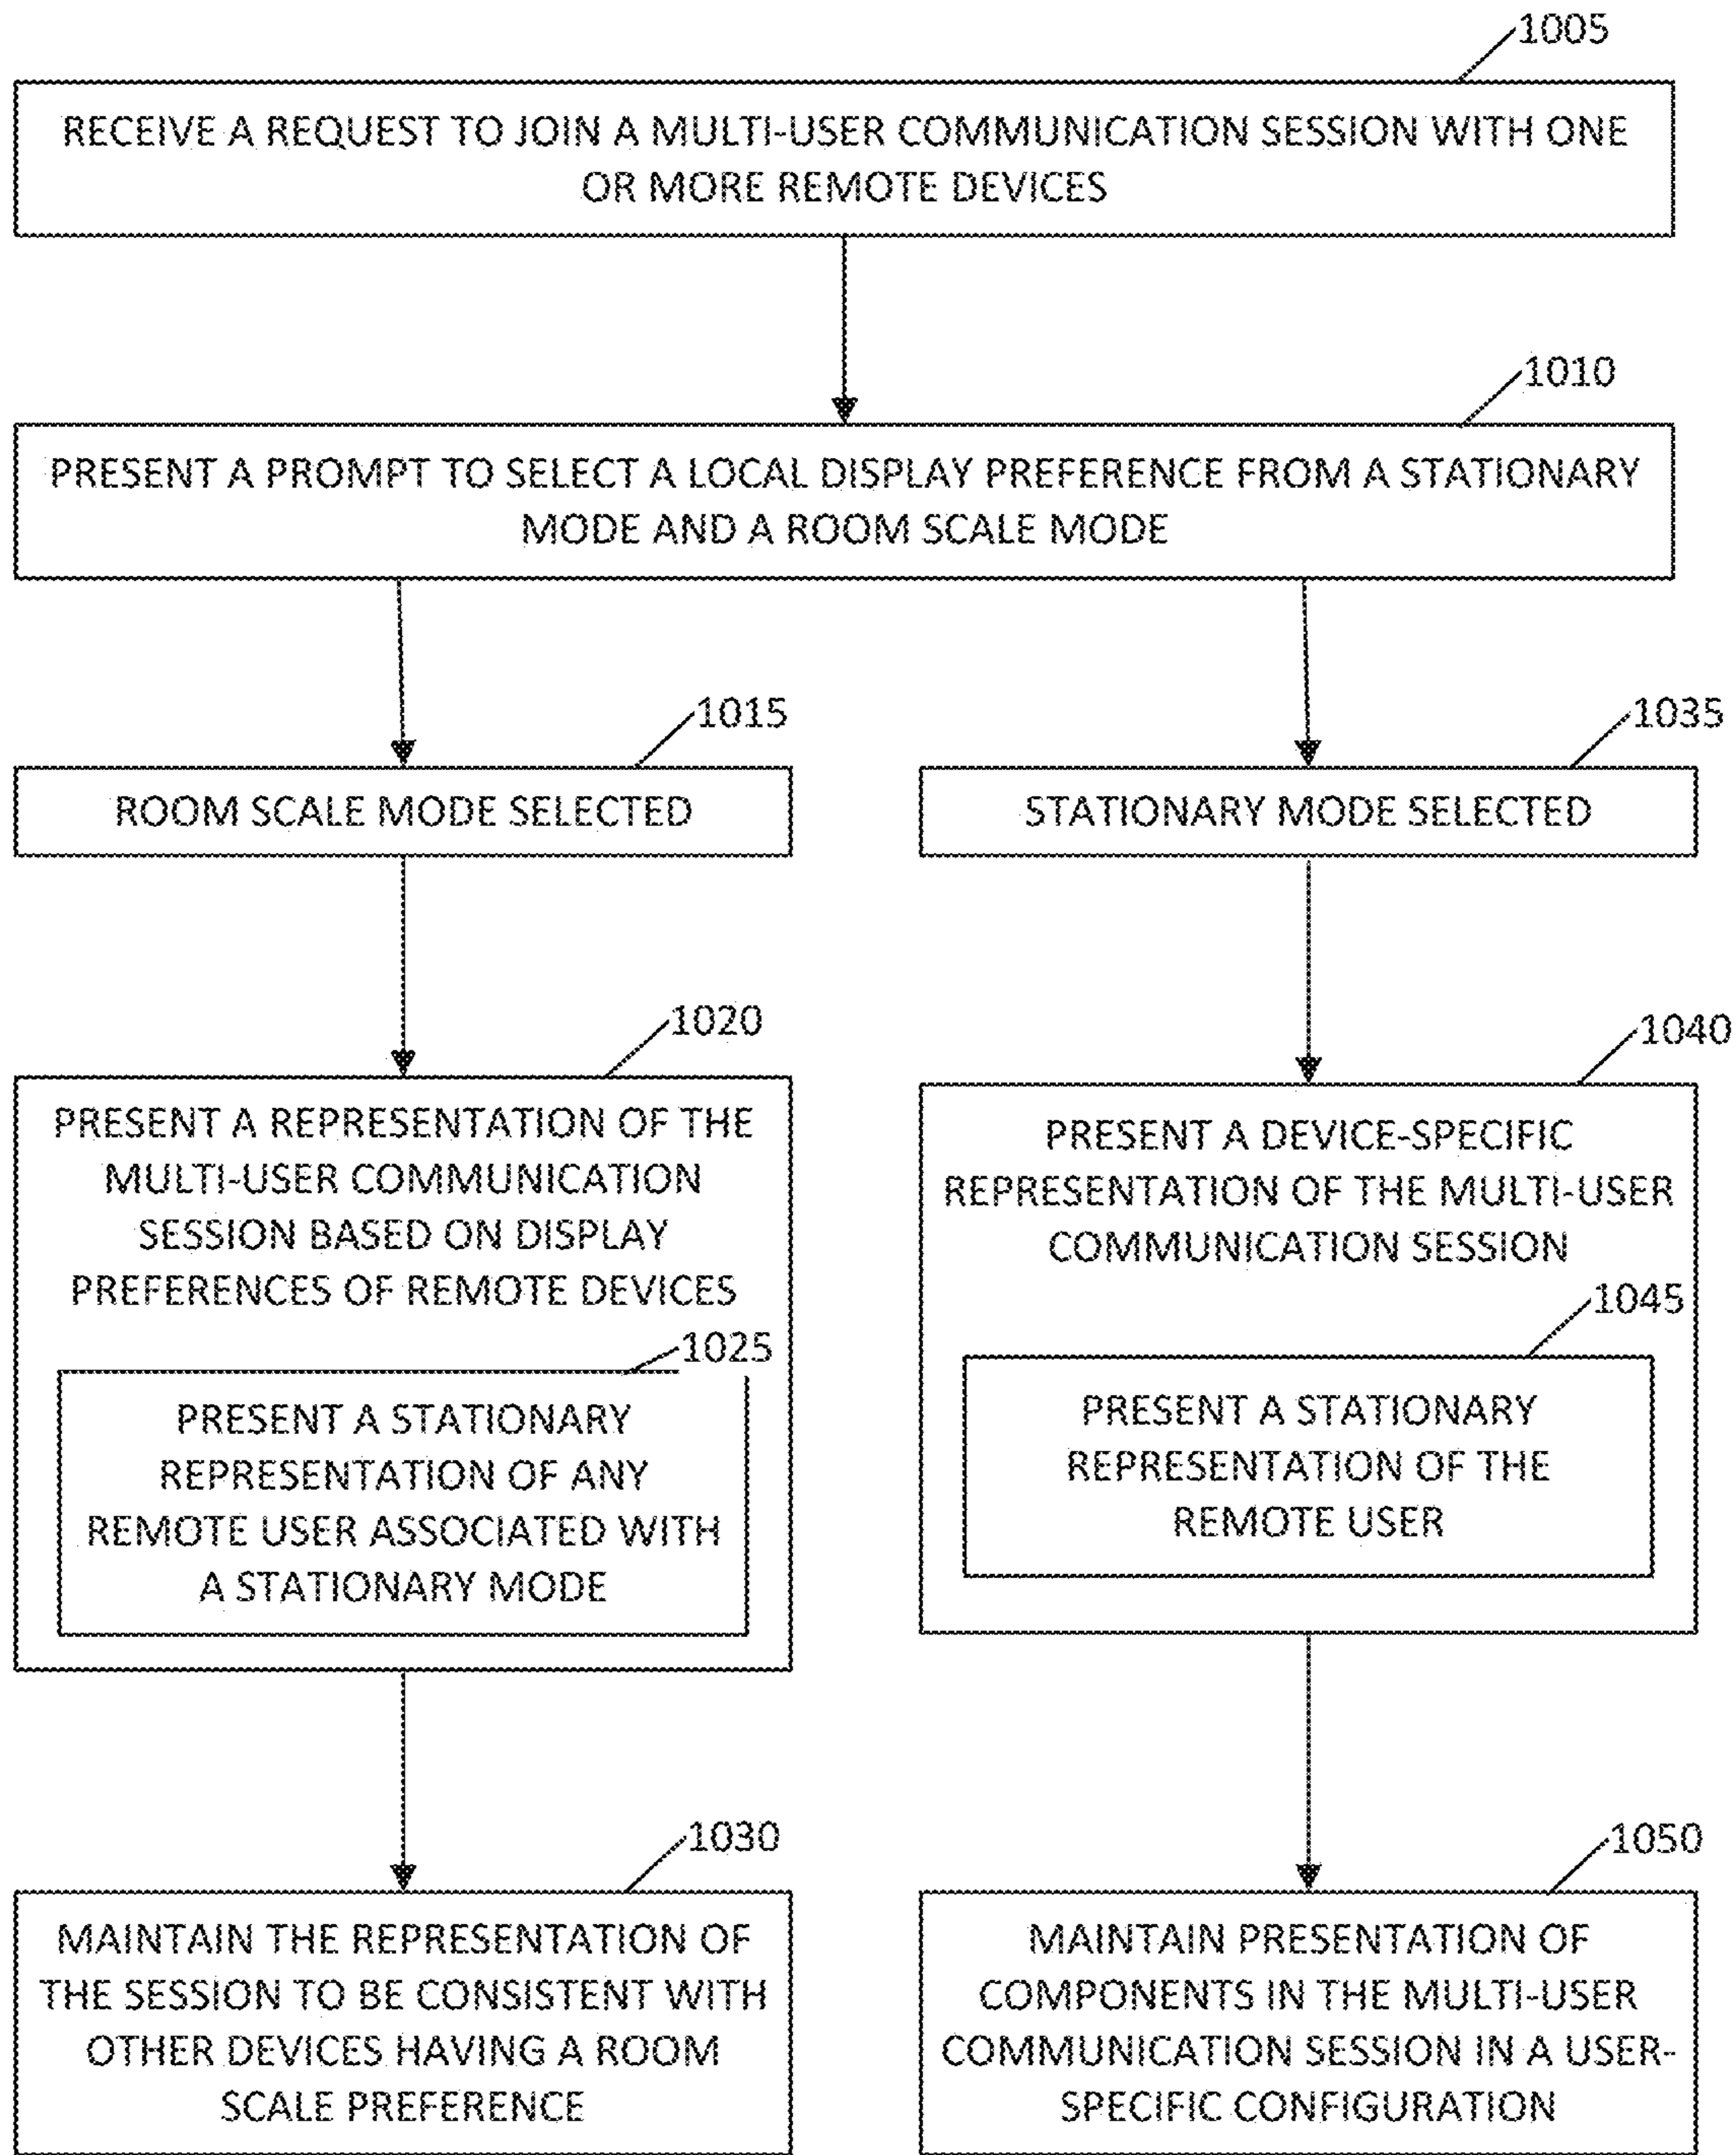 1005
RECEIVE A REQUEST TO JOIN A MULTI-USER COMMUNICATION SESSION WITH ONE
OR MORE REMOTE DEVICES
1010
PRESENT A PROMPT TO SELECT A LOCAL DISPLAY PREFERENCE FROM A STATIONARY
MODE AND A ROOM SCALE MODE
1015
ROOM SCALE MODE SELECTED
1035
STATIONARY MODE SELECTED
1020
PRESENT A REPRESENTATION OF THE
MULTI-USER COMMUNICATION
SESSION BASED ON DISPLAY
PREFERENCES OF REMOTE DEVICES
1025
PRESENT A STATIONARY
REPRESENTATION OF ANY
REMOTE USER ASSOCIATED WITH
A STATIONARY MODE
1040
PRESENT A DEVICE-SPECIFIC
REPRESENTATION OF THE MULTI-USER
COMMUNICATION SESSION
1045
PRESENT A STATIONARY
REPRESENTATION OF THE
REMOTE USER
1030
MAINTAIN THE REPRESENTATION OF
THE SESSION TO BE CONSISTENT WITH
OTHER DEVICES HAVING A ROOM
SCALE PREFERENCE
1050
MAINTAIN PRESENTATION OF
COMPONENTS IN THE MULTI-USER
COMMUNICATION SESSION IN A USER-
SPECIFIC CONFIGURATION